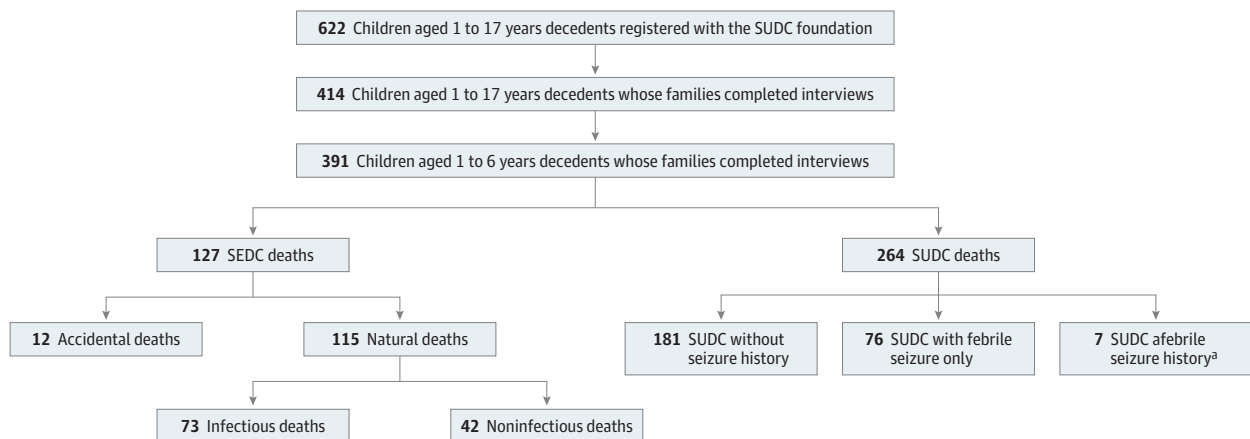 622 Children aged 1 to 17 years decedents registered with the SUDC foundation
414 Children aged 1 to 17 years decedents whose families completed interviews
391 Children aged 1 to 6 years decedents whose families completed interviews
127 SEDC deaths
264 SUDC deaths
12 Accidental deaths
115 Natural deaths
181 SUDC without
seizure history
76 SUDC with febrile
seizure only
7 SUDC afebrile
seizure historyᵃ
73 Infectious deaths
42 Noninfectious deaths